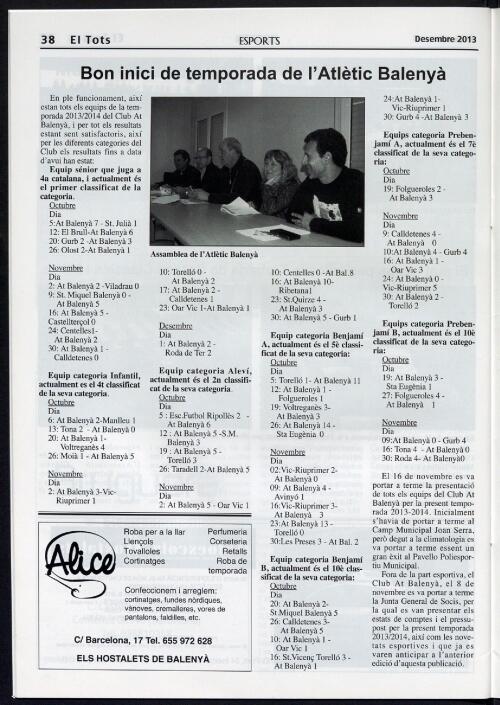 38 El Tots
ESPORTS
Desembre 2013
Bon inici de temporada de l'Atlètic Balenyà
En ple funcionament, així
estan tots els equips de la tem-
porada 2013/2014 del Club At
Balenyà, i per tot els resultats
estant sent satisfactoris, així
per les diferents categories del
Club els resultats fins a data
d'avui han estat:
Equip sénior que juga a
4a catalana, i actualment és
el primer classificat de la
categoria.
Octubre
Dia
5:At Balenyà 7 - St. Julià 1
12: El Brull-At Balenyà 6
20: Gurb 2 -At Balenyà 3
26: Olost 2-At Balenyà 1
Novembre
Dia
2: At Balenyà 2 -Viladrau 0
9: St. Miquel Balenyà 0 -
At Balenyà 5
16: At Balenyà 5 -
Castellterçol 0
24: Centelles1-
At Balenyà 2
30: At Balenyà 1 -
Calldetenes 0
Equip categoria Infantil,
actualment es el 4t classificat
de la seva categoria.
Octubre
Dia
6: At Balenyà 2-Manlleu 1
13: Tona 2 - At Balenyà 0
20: At Balenyà 1-
Voltreganès 4
26: Moià 1 - At Balenyà 5
Novembre
Dia
2: At Balenyà 3-Vic-
Riuprimer 1
Assamblea de l'Atlètic Balenyà
10: Torelló 0 -
At Balenyà 2
17: At Balenyà 2 -
Calldetenes 1
23: Oar Vic 1-At Balenyà 1
Desembre
Dia
1: At Balenyà 2 -
Roda de Ter 2
Equip categoria Aleví,
actualment és el 2n classifi-
cat de la seva categoria.
Octubre
Dia
5 : Esc.Futbol Ripollès 2 -
At Balenyà 6
12 : At Balenyà 5 -S.M.
Balenyà 3
19 : At Balenyà 5 -
Torelló 3
26: Taradell 2-At Balenyà 5
Novembre
Dia
2: At Balenyà 5 - Oar Vic 1
10: Centelles 0 -At Bal.8
16: At Balenyà 10-
Ribetana1
23: St.Quirze 4 -
At Balenyà 3
30: At Balenyà 5 - Gurb 1
Equip categoria Benjamí
A, actualment és el 5è classi-
ficat de la seva categoria:
Octubre
Dia
5: Torelló 1- At Balenyà 11
12: At Balenyà 1 -
Folgueroles 1
19: Voltreganès 3-
At Balenyà 3
26: At Balenyà 14 -
Sta Eugènia 0
Novembre
Dia
02:Vic-Riuprimer 2-
At Balenyà 0
09: At Balenyà 4 -
Avinyó 1
16:Vic-Riuprimer 3-
At Balenyà 3
23:At Balenyà 13 -
Torelló 0
30:Les Preses 3 - At Bal. 2
Equip categoria Benjamí
B, actualment és el 10è clas-
sificat de la seva categoria:
Octubre
Dia
20: At Balenyà 2-
St.Miquel Balenyà 5
26: Calldetenes 3-
At Balenyà 5
10: At Balenyà 1 -
Oar Vic 1
16: St.Vicenç Torelló 3 -
At Balenyà 1
24:At Balenyà 1-
Vic-Riuprimer 1
30: Gurb 4 -At Balenyà 3
Equips categoria Preben-
jamí A, actualment és el 7è
classificat de la seva catego-
ria:
Octubre
Dia
19: Folgueroles 2 -
At Balenyà 3
Novembre
Dia
9: Calldetenes 4 -
At Balenyà 0
10:At Balenyà 4 - Gurb 4
16: At Balenyà 1 -
Oar Vic 3
24: At Balenyà 0 -
Vic-Riuprimer 5
30: At Balenyà 2 -
Torelló 2
Equips categoria Preben-
jamí B, actualment és el 10è
classificat de la seva catego-
ria:
Octubre
Dia
19: At Balenyà 3 -
Sta Eugènia 1
27: Folgueroles 4 -
At Balenyà 1
Novembre
Dia
09:At Balenyà 0 - Gurb 4
16: Tona 4 - At Balenyà 0
30: Roda 4- At Balenyà0
El 16 de novembre es va
portar a terme la presentació
de tots els equips del Club At
Balenyà per la present tempo-
rada 2013-2014. Inicialment
s'havia de portar a terme al
Camp Municipal Joan Serra,
però degut a la climatologia es
va portar a terme essent un
gran èxit al Pavello Poliespor-
tiu Municipal.
Fora de la part esportiva, el
Club At Balenyà, el 8 de
novembre es va portar a terme
la Junta General de Socis, per
la qual es van presentar els
estats de comptes i el pressu-
post per la present temporada
2013/2014, així com les nove-
tats esportives i que ja es
varen anticipar a l'anterior
edició d'aquesta publicació.
Alice
Roba per a la llar
Llençols
Tovalloles
Cortinatges
Perfumeria
Corseteria
Retalls
Roba de
temporada
Confeccionem i arreglem:
cortinatges, fundes nòrdiques,
vànoves, cremalleres, vores de
pantalons, faldilles, etc.
C/ Barcelona, 17 Tel. 655 972 628
ELS HOSTALETS DE BALENYÀ